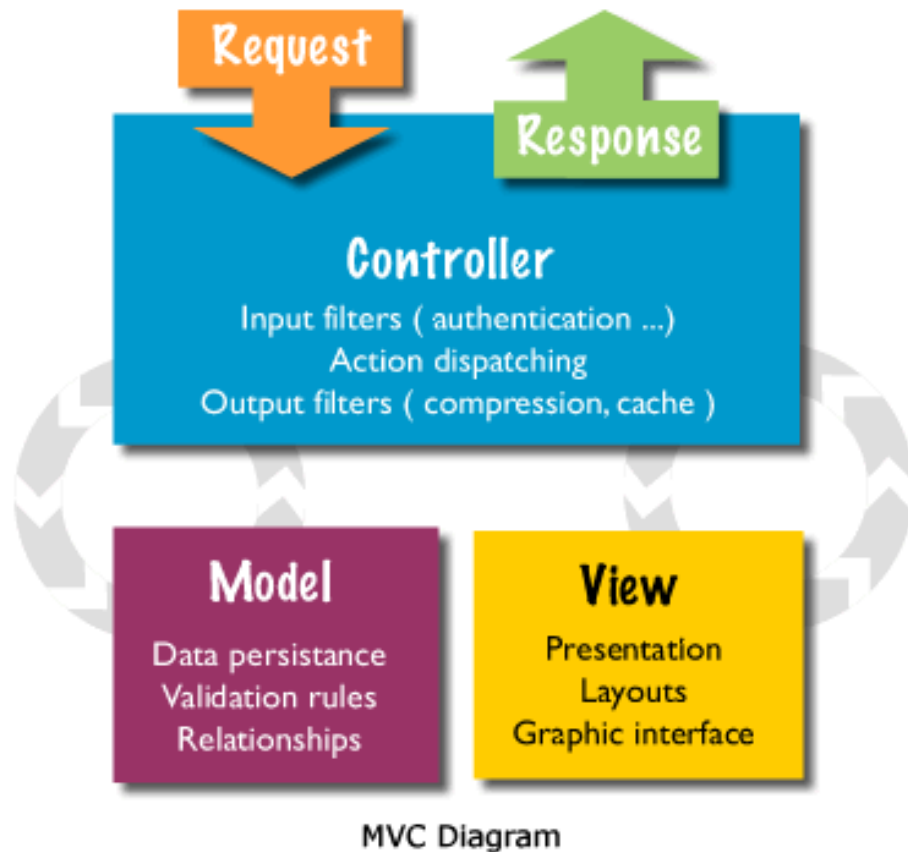 Request
Response
Controller
Input filters ( authentication ...)
Action dispatching
Output filters ( compression, cache )
Model
Data persistance
Validation rules
Relationships
View
Presentation
Layouts
Graphic interface
MVC Diagram